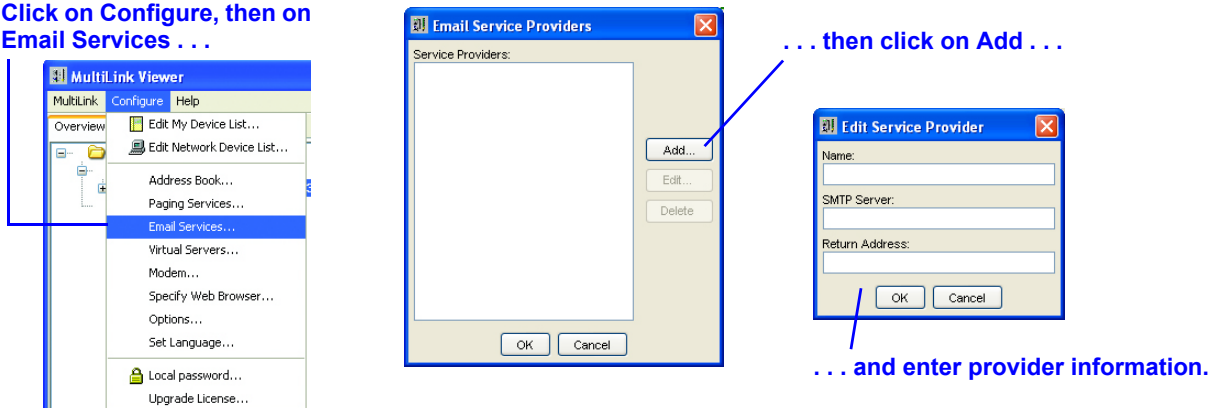 Click on Configure, then on
Email Services . . .
MultiLink Viewer
MultiLink Configure Help
Overview
Edit My Device List...
Edit Network Device List...
Address Book...
Paging Services...
Email Services...
Virtual Servers...
Modem...
Specify Web Browser...
Options...
Set Language...
Local password...
Upgrade License...
Email Service Providers
Service Providers:
Add...
Edit...
Delete
OK Cancel
. . . then click on Add . . .
Edit Service Provider
Name:
SMTP Server:
Return Address:
OK Cancel
. . . and enter provider information.